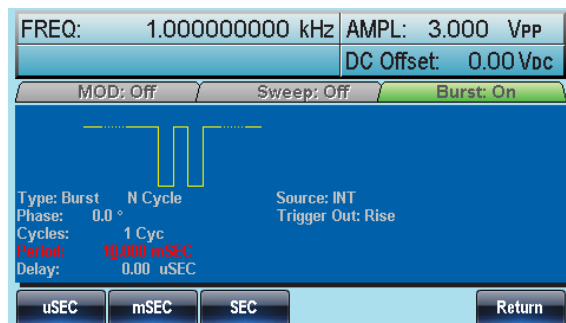 FREQ: 1.000000000 kHz AMPL: 3.000 VPP
DC Offset: 0.00 VDC
MOD: Off Sweep: Off Burst: On
Type: Burst N Cycle Source: INT
Phase: 0.0 ° Trigger Out: Rise
Cycles: 1 Cyc
Period: 10.000 mSEC
Delay: 0.00 uSEC
uSEC mSEC SEC Return